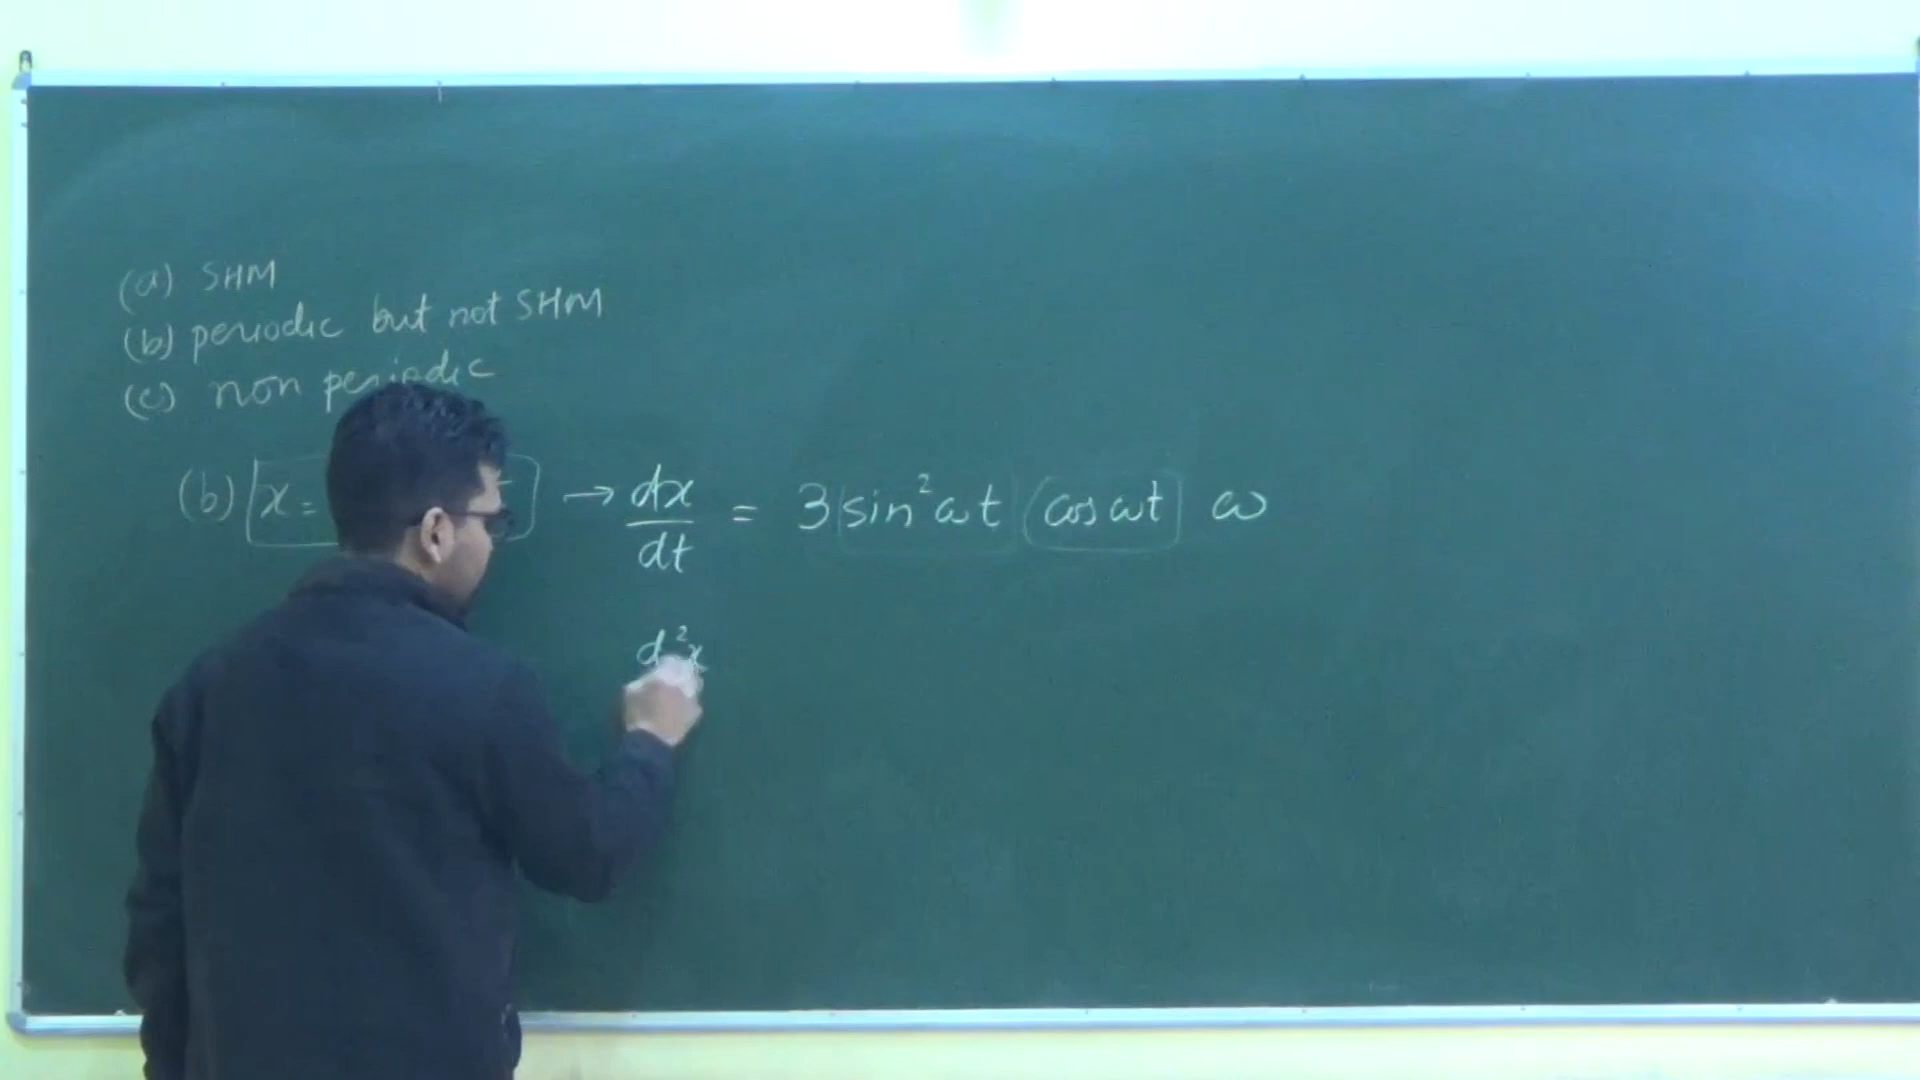 (a) SHM
(b) periodic but not SHM
(c) non periodic
(b) x = → dx/dt = 3 sin²ωt (cos ωt) ω
d²x